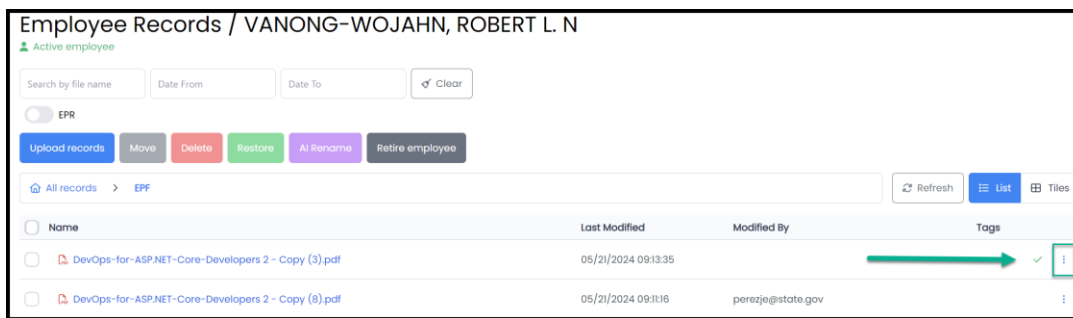 Employee Records / VANONG-WOJAHN, ROBERT L. N
Active employee
Search by file name Date From Date To Clear
EPR
Upload records Move Delete Restore AI Rename Retire employee
All records > EPF Refresh List Tiles
Name Last Modified Modified By Tags
DevOps-for-ASP.NET-Core-Developers 2 - Copy (3).pdf 05/21/2024 09:13:35
DevOps-for-ASP.NET-Core-Developers 2 - Copy (8).pdf 05/21/2024 09:11:16 perezje@state.gov